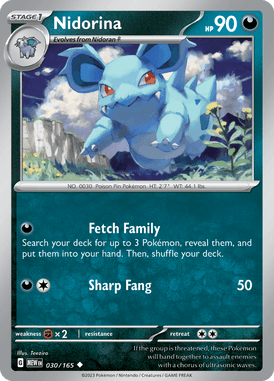 STAGE 1
Nidorina
HP 90
Evolves from Nidoran ♀
NO. 0030 Poison Pin Pokémon HT: 2'7" WT: 44.1 lbs.
Fetch Family
Search your deck for up to 3 Pokémon, reveal them, and
put them into your hand. Then, shuffle your deck.
Sharp Fang 50
weakness ×2 resistance retreat
Illus. Teeziro
G MEW EN 030/165 ◆
If the group is threatened, these Pokémon
will band together to assault enemies
with a chorus of ultrasonic waves.
©2023 Pokémon / Nintendo / Creatures / GAME FREAK